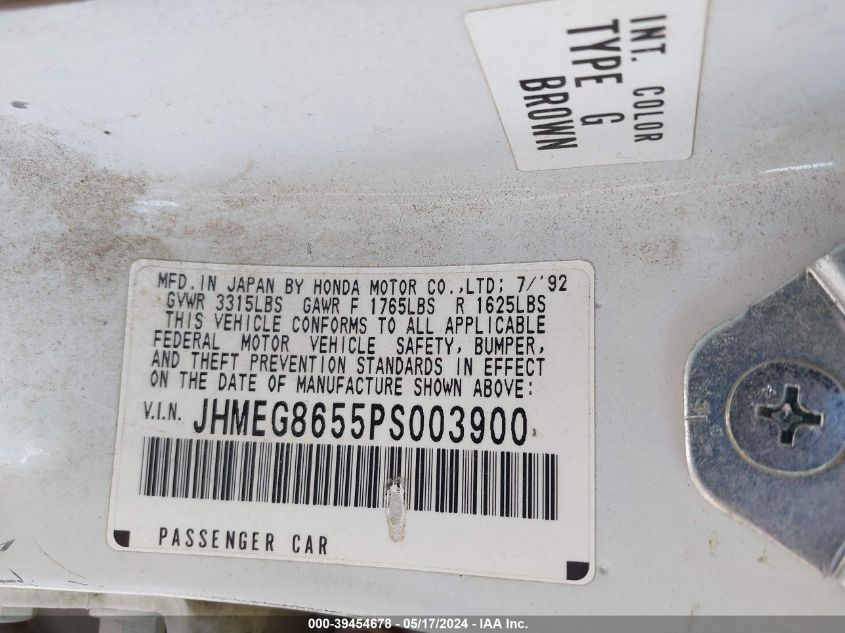 INT. COLOR
TYPE G
BROWN
MFD. IN JAPAN BY HONDA MOTOR CO.,LTD; 7/'92
GVWR 3315LBS GAWR F 1765LBS R 1625LBS
THIS VEHICLE CONFORMS TO ALL APPLICABLE
FEDERAL MOTOR VEHICLE SAFETY, BUMPER,
AND THEFT PREVENTION STANDARDS IN EFFECT
ON THE DATE OF MANUFACTURE SHOWN ABOVE:
V.I.N. JHMEG8655PS003900
PASSENGER CAR
000-39454678 - 05/17/2024 - IAA Inc.